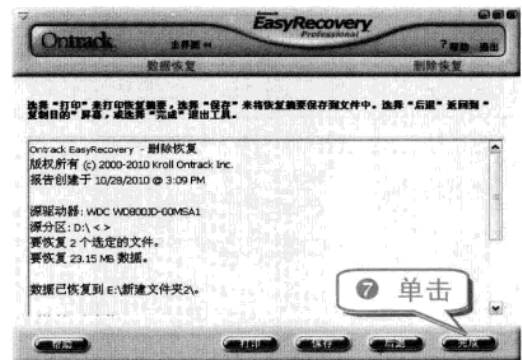 Ontrack
EasyRecovery
Professional
Ontrack
主界面
? 帮助 退出
数据恢复 删除恢复
选择“打印”来打印恢复摘要，选择“保存”来将恢复摘要保存到文件中。选择“后退”返回到“
复制目的”屏幕，或选择“完成”退出工具。
Ontrack EasyRecovery - 删除恢复
版权所有 (c) 2000-2010 Kroll Ontrack Inc.
报告创建于 10/28/2010 @ 3:09 PM
源驱动器: WDC WD800JD-00MSA1
源分区: D:\ < >
要恢复 2 个选定的文件。
要恢复 23.15 MB 数据。
数据已恢复到 E:\新建文件夹2\。
❼ 单击
帮助 打印 保存 后退 完成